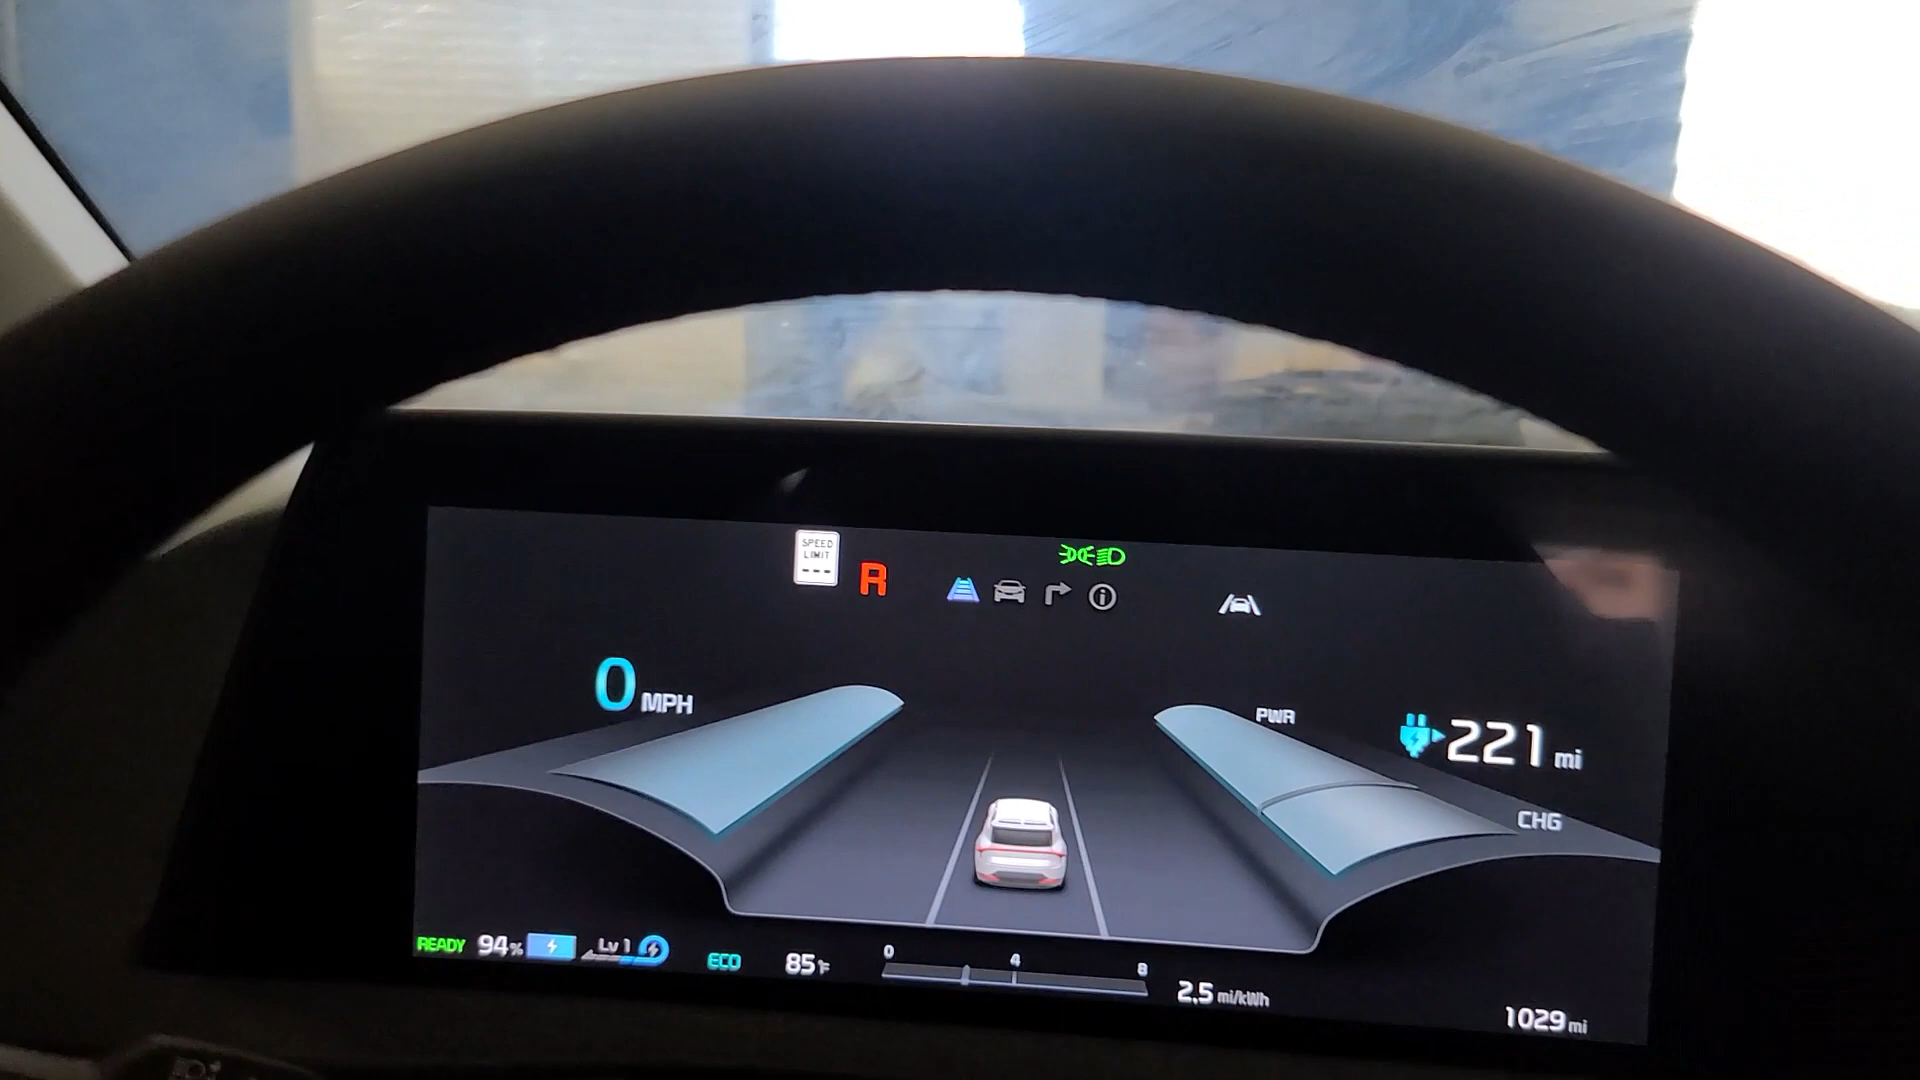 SPEED
LIMIT
---
R
0 MPH
PWR
221 mi
CHG
READY 94% Lv 1
ECO
85°F
0 4 8
2.5 mi/kWh
1029 mi